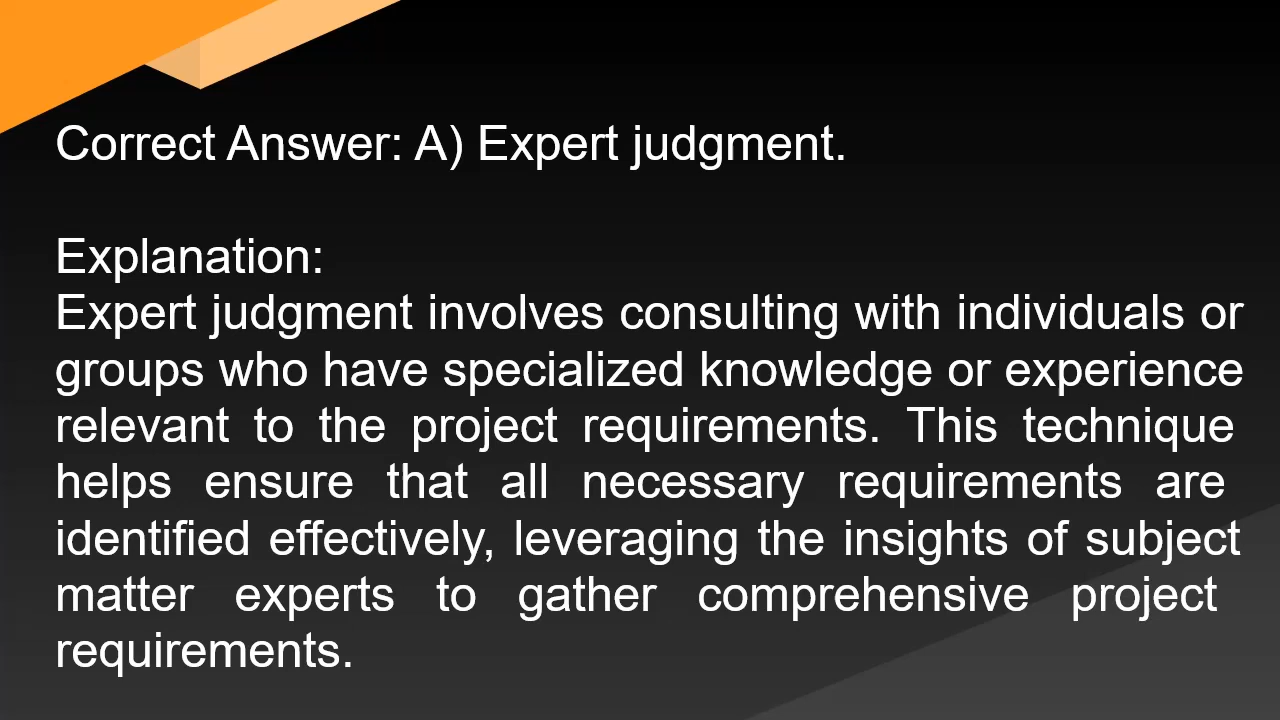 Correct Answer: A) Expert judgment.
Explanation:
Expert judgment involves consulting with individuals or
groups who have specialized knowledge or experience
relevant to the project requirements. This technique
helps ensure that all necessary requirements are
identified effectively, leveraging the insights of subject
matter experts to gather comprehensive project
requirements.